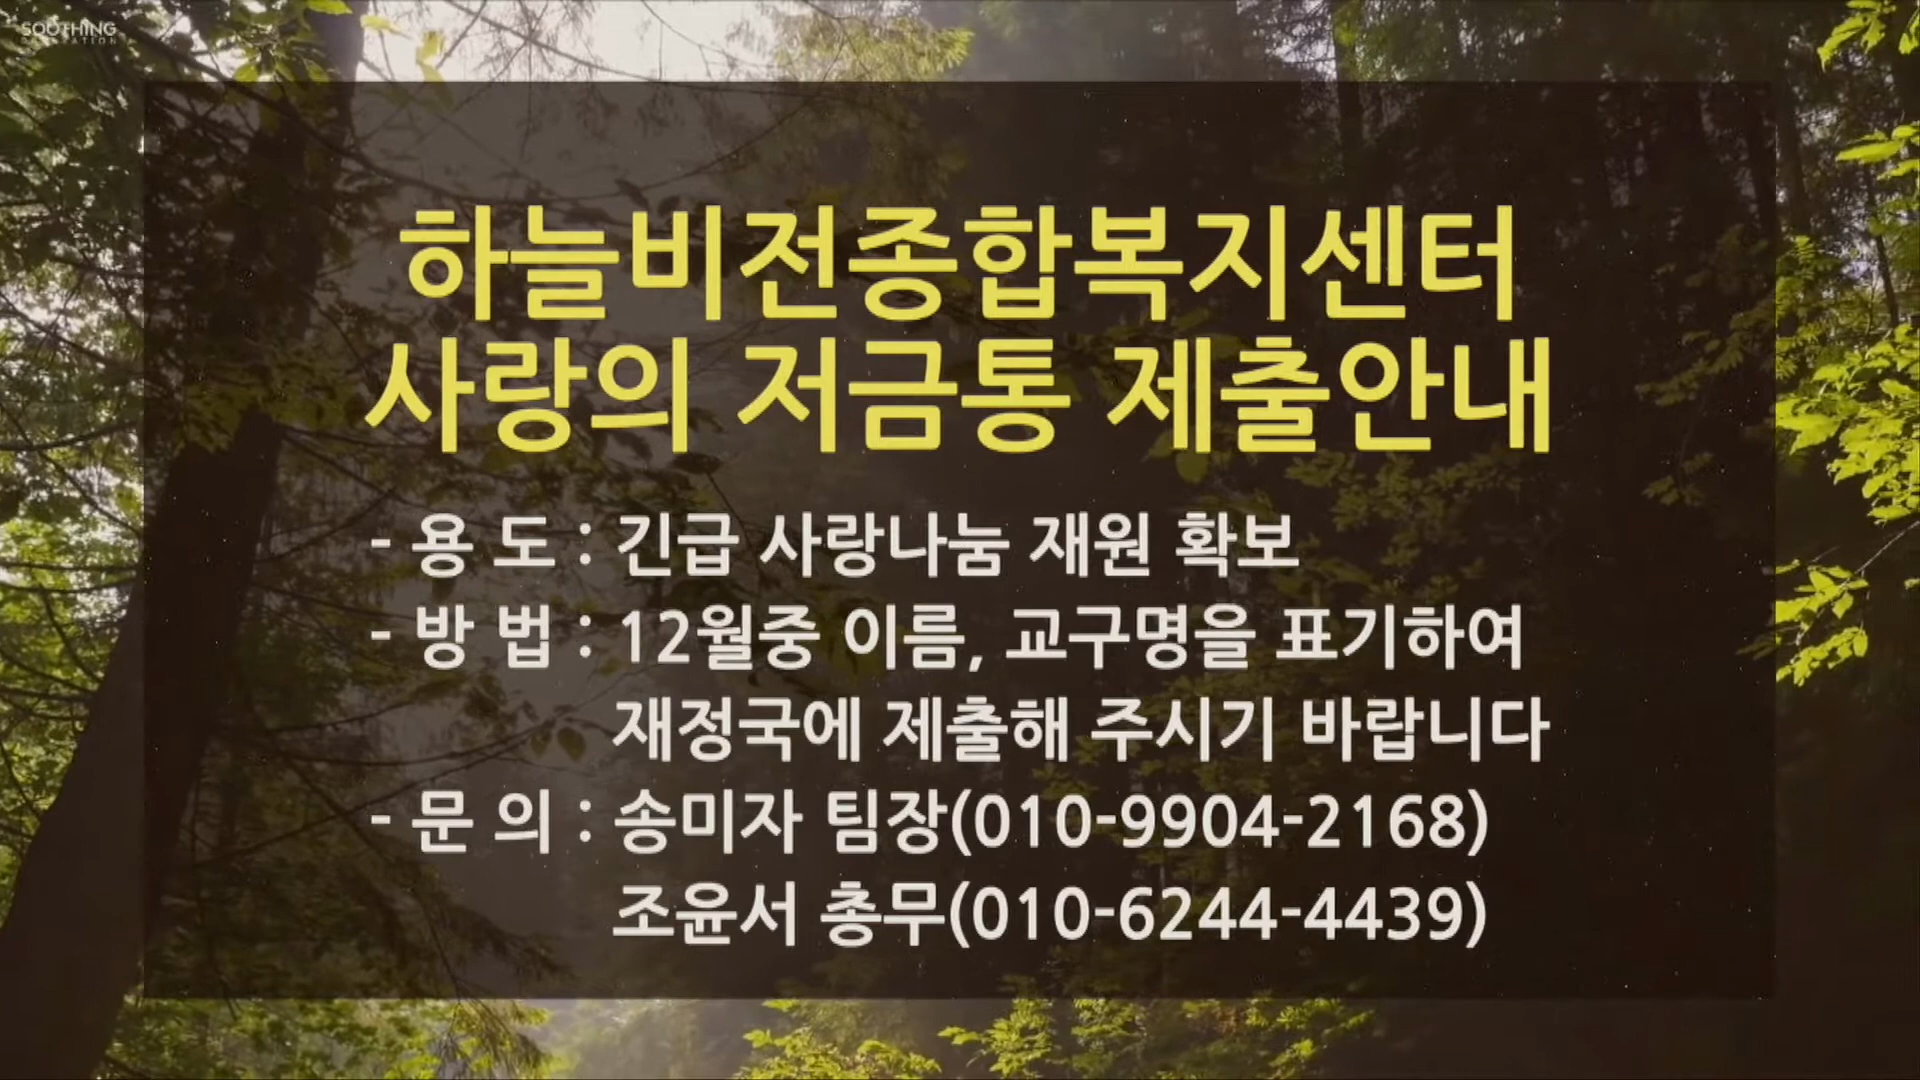 SOOTHING
RELAXATION
하늘비전종합복지센터
사랑의 저금통 제출안내
- 용 도 : 긴급 사랑나눔 재원 확보
- 방 법 : 12월중 이름, 교구명을 표기하여
재정국에 제출해 주시기 바랍니다
- 문 의 : 송미자 팀장(010-9904-2168)
조윤서 총무(010-6244-4439)